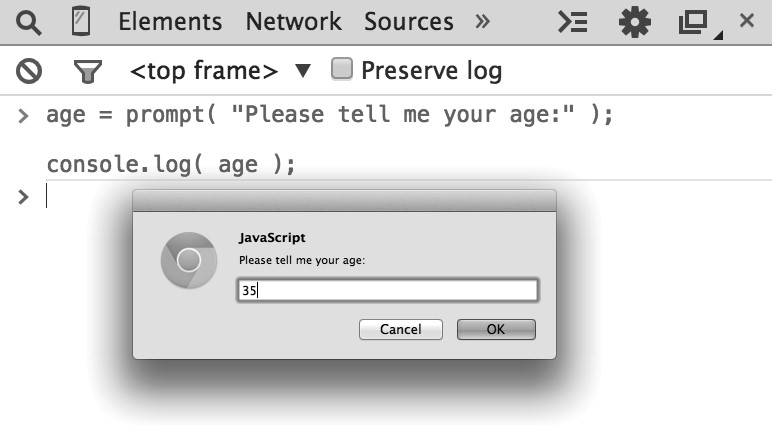 Elements Network Sources »
<top frame> ▼ Preserve log
> age = prompt( "Please tell me your age:" );
console.log( age );
>
JavaScript
Please tell me your age:
35
Cancel OK